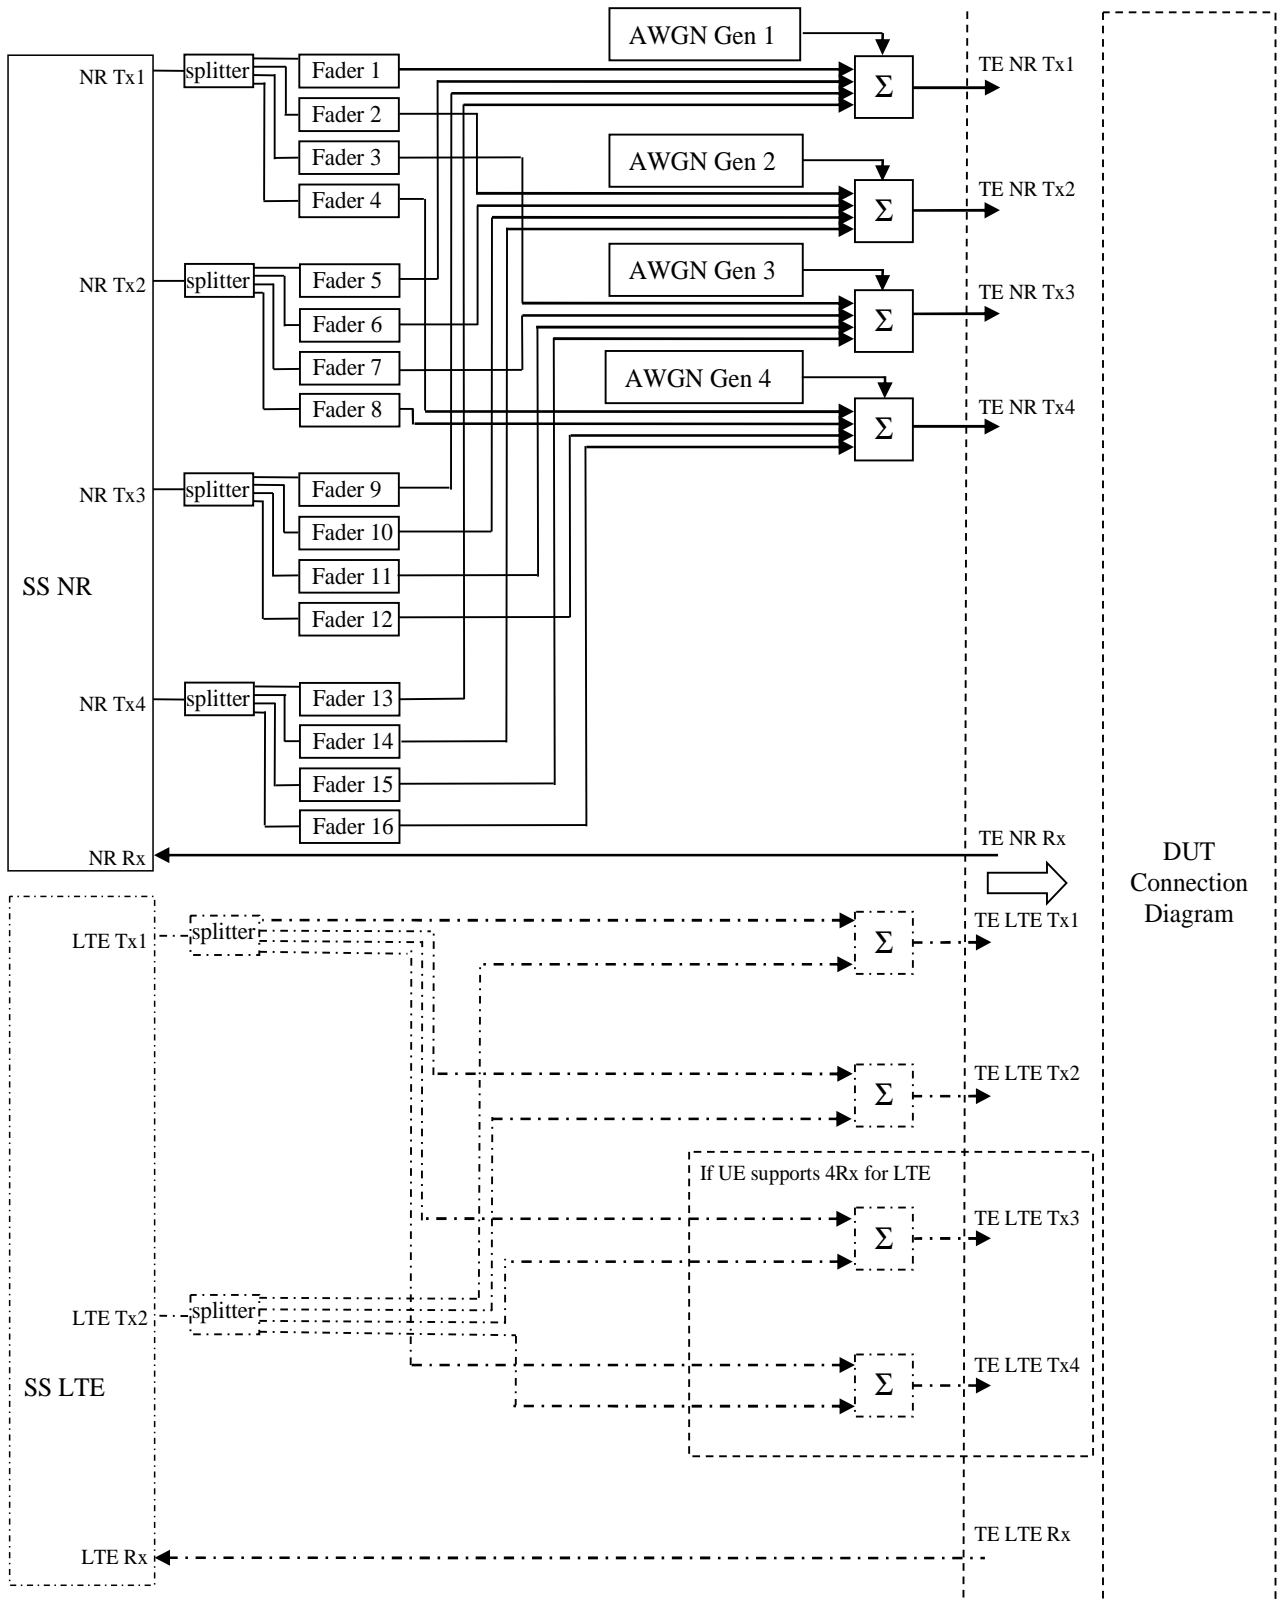 AWGN Gen 1
TE NR Tx1
NR Tx1
splitter
Fader 1
Σ
Fader 2
Fader 3
Fader 4
AWGN Gen 2
TE NR Tx2
Σ
NR Tx2
splitter
Fader 5
Fader 6
Fader 7
Fader 8
AWGN Gen 3
TE NR Tx3
Σ
AWGN Gen 4
TE NR Tx4
Σ
NR Tx3
splitter
Fader 9
Fader 10
Fader 11
Fader 12
SS NR
NR Tx4
splitter
Fader 13
Fader 14
Fader 15
Fader 16
NR Rx
TE NR Rx
DUT
Connection
Diagram
LTE Tx1
splitter
Σ
TE LTE Tx1
Σ
TE LTE Tx2
If UE supports 4Rx for LTE
Σ
TE LTE Tx3
LTE Tx2
splitter
Σ
TE LTE Tx4
SS LTE
LTE Rx
TE LTE Rx